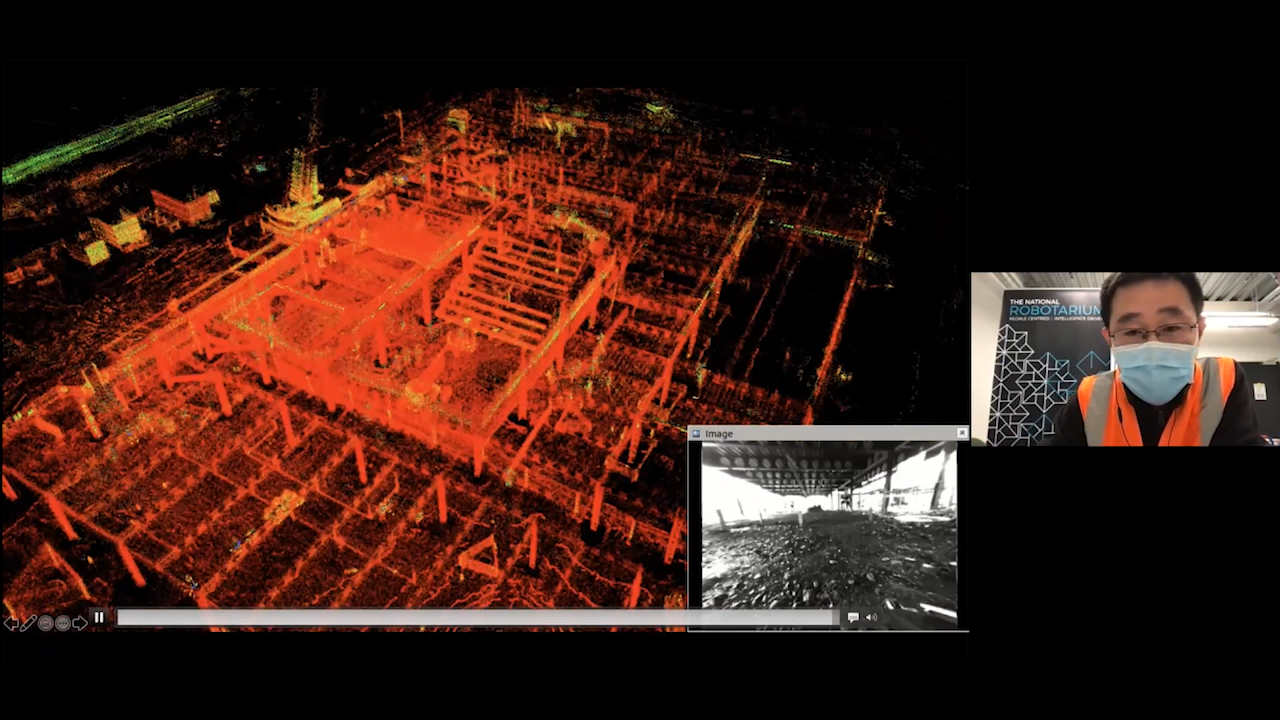 Image
THE NATIONAL
ROBOTARIUM
PEOPLE CENTRED | INTELLIGENCE DRIVEN